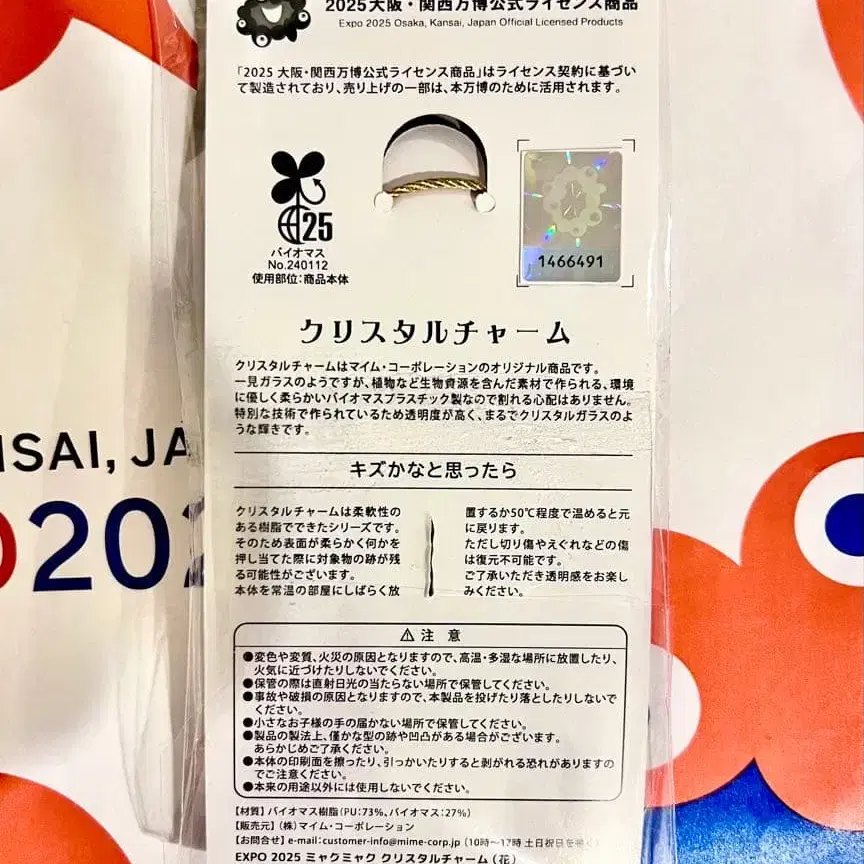 2025大阪・関西万博公式ライセンス商品
Expo 2025 Osaka, Kansai, Japan Official Licensed Products
「2025 大阪・関西万博公式ライセンス商品」はライセンス契約に基づい
て製造されており、売り上げの一部は、本万博のために活用されます。
25
バイオマス
No.240112
使用部位:商品本体
1466491
クリスタルチャーム
クリスタルチャームはマイム・コーポレーションのオリジナル商品です。
一見ガラスのようですが、植物など生物資源を含んだ素材で作られる、環境
に優しく柔らかいバイオマスプラスチック製なので割れる心配はありません。
特別な技術で作られているため透明度が高く、まるでクリスタルガラスのよ
うな輝きです。
キズかなと思ったら
クリスタルチャームは柔軟性の
ある樹脂でできたシリーズです。
そのため表面が柔らかく何かを
押し当てた際に対象物の跡が残
る可能性がございます。
本体を常温の部屋にしばらく放
置するか50℃程度で温めると元
に戻ります。
ただし切り傷やえぐれなどの傷
は復元不可能です。
ご了承いただき透明感をお楽し
みください。
⚠注 意
●変色や変質、火災の原因となりますので、高温・多湿な場所に放置したり、
火気に近づけたりしないでください。
●保管の際は直射日光の当たらない場所で保管してください。
●事故や破損の原因となりますので、本製品を投げたり落としたりしないで
ください。
●小さなお子様の手の届かない場所で保管してください。
●製品の製法上、僅かな型の跡や凹凸がある場合がございます。
あらかじめご了承ください。
●本体の印刷面を擦ったり、引っかいたりすると剥がれる恐れがありますの
でご注意ください。
●本来の用途以外には使用しないでください。
【材質】バイオマス樹脂(PU:73%、バイオマス:27%)
【販売元】(株)マイム・コーポレーション
【お問合せ】e-mail:customer-info@mime-corp.jp (10時〜17時 土日祝日を除く)
EXPO 2025 ミャクミャク クリスタルチャーム(花)
NSAI, JA
202